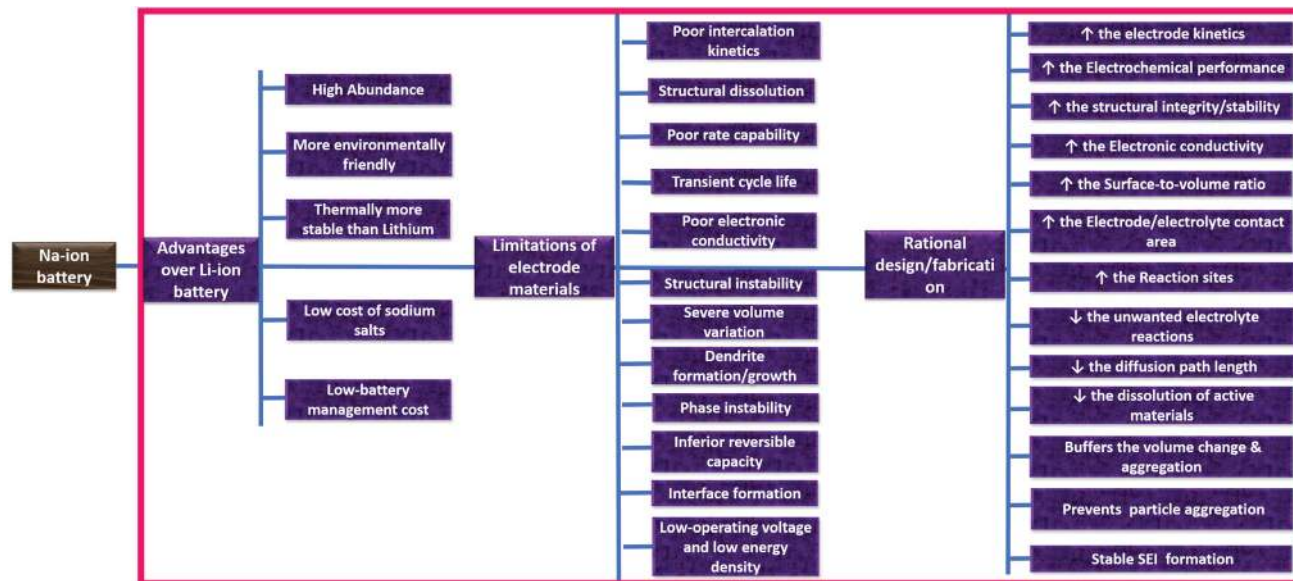 Na-ion
battery
Advantages
over Li-ion
battery
High Abundance
More environmentally
friendly
Thermally more
stable than Lithium
Low cost of sodium
salts
Low-battery
management cost
Limitations of
electrode
materials
Poor intercalation
kinetics
Structural dissolution
Poor rate capability
Transient cycle life
Poor electronic
conductivity
Structural instability
Severe volume
variation
Dendrite
formation/growth
Phase instability
Inferior reversible
capacity
Interface formation
Low-operating voltage
and low energy
density
Rational
design/fabricati
on
↑ the electrode kinetics
↑ the Electrochemical performance
↑ the structural integrity/stability
↑ the Electronic conductivity
↑ the Surface-to-volume ratio
↑ the Electrode/electrolyte contact
area
↑ the Reaction sites
↓ the unwanted electrolyte
reactions
↓ the diffusion path length
↓ the dissolution of active
materials
Buffers the volume change &
aggregation
Prevents particle aggregation
Stable SEI formation